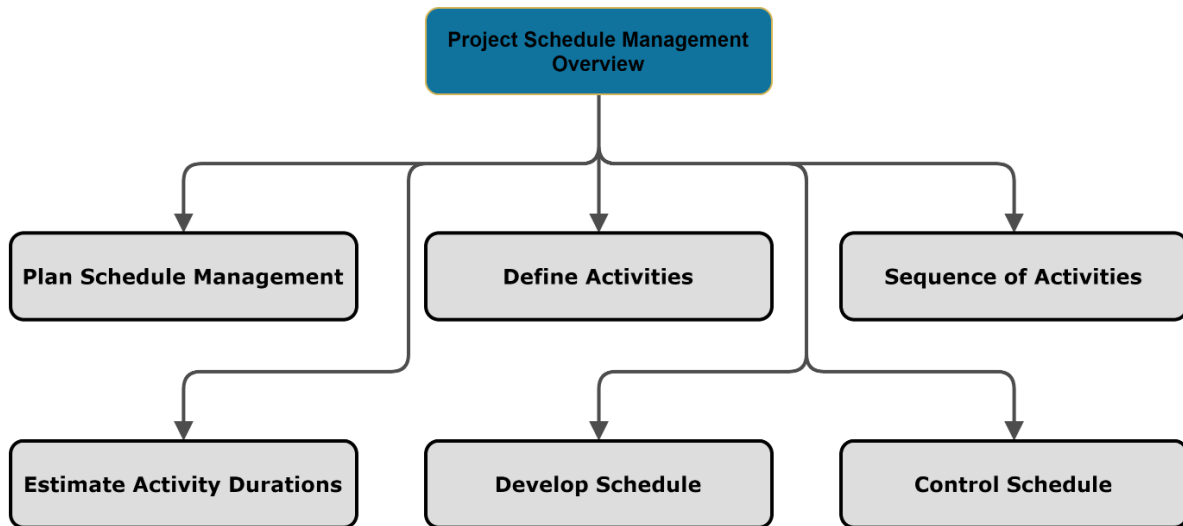 Project Schedule Management
Overview
Plan Schedule Management
Define Activities
Sequence of Activities
Estimate Activity Durations
Develop Schedule
Control Schedule